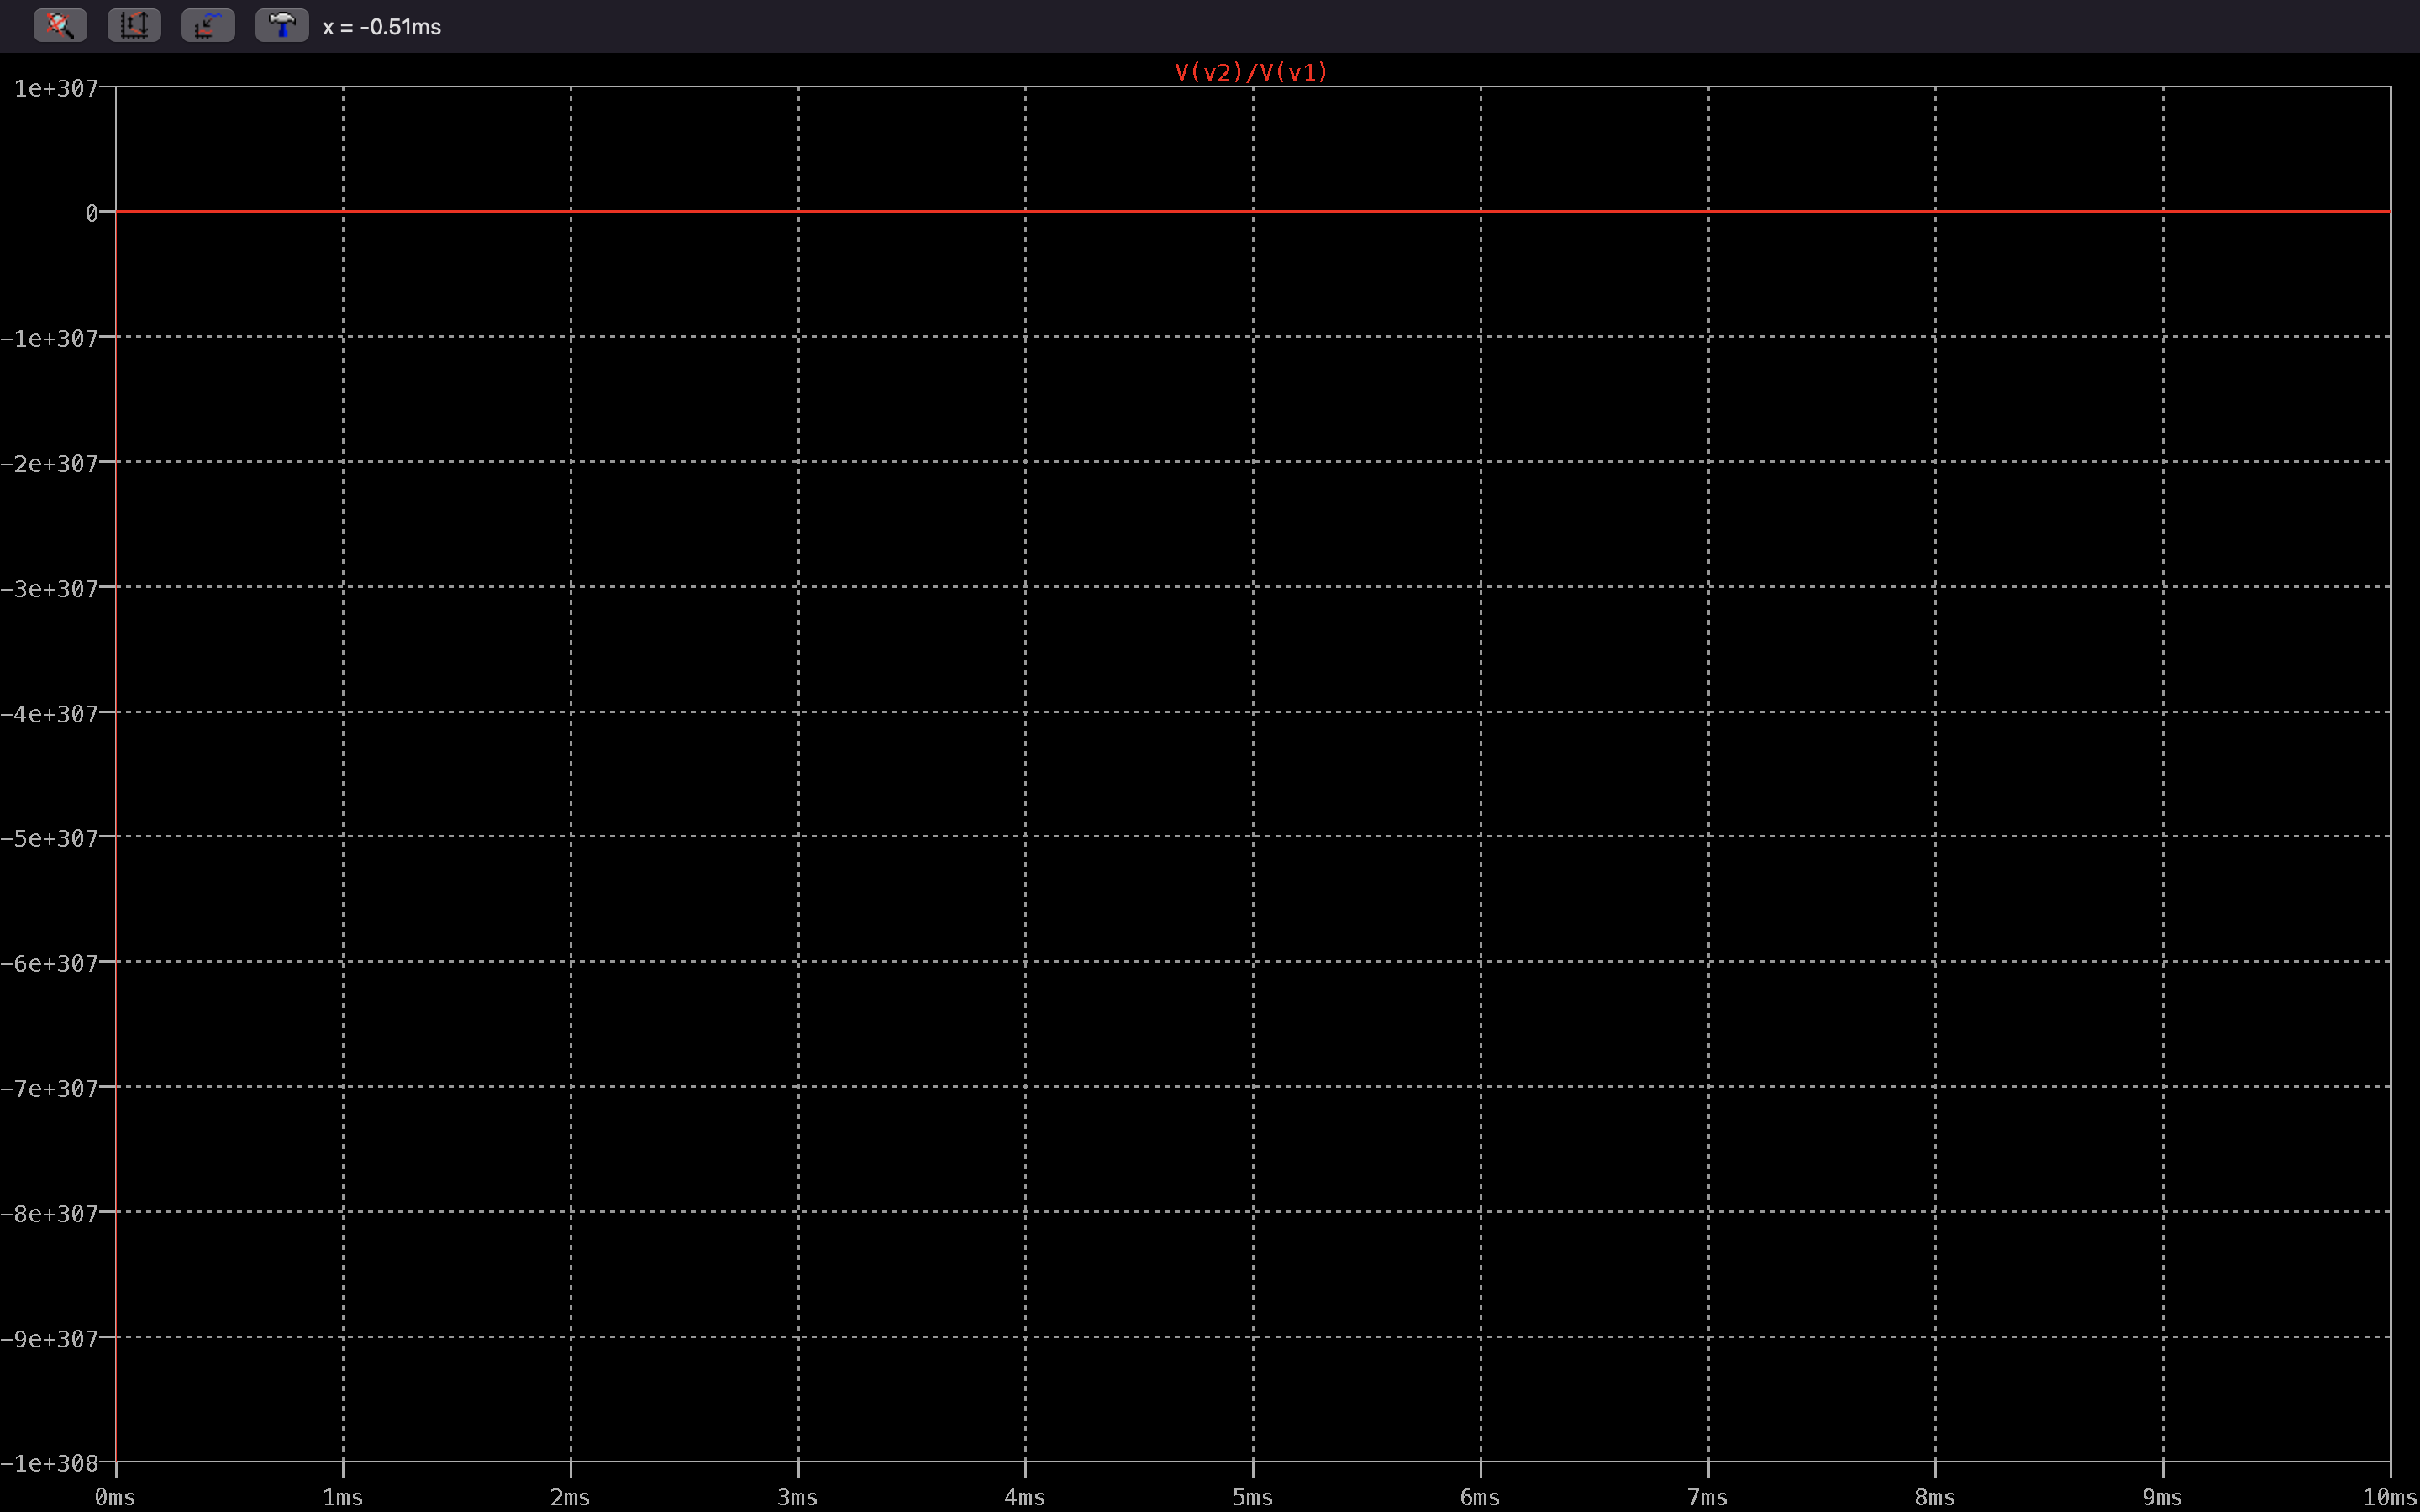 x = -0.51ms
V(v2)/V(v1)
1e+307
0
-1e+307
-2e+307
-3e+307
-4e+307
-5e+307
-6e+307
-7e+307
-8e+307
-9e+307
-1e+308
0ms 1ms 2ms 3ms 4ms 5ms 6ms 7ms 8ms 9ms 10ms